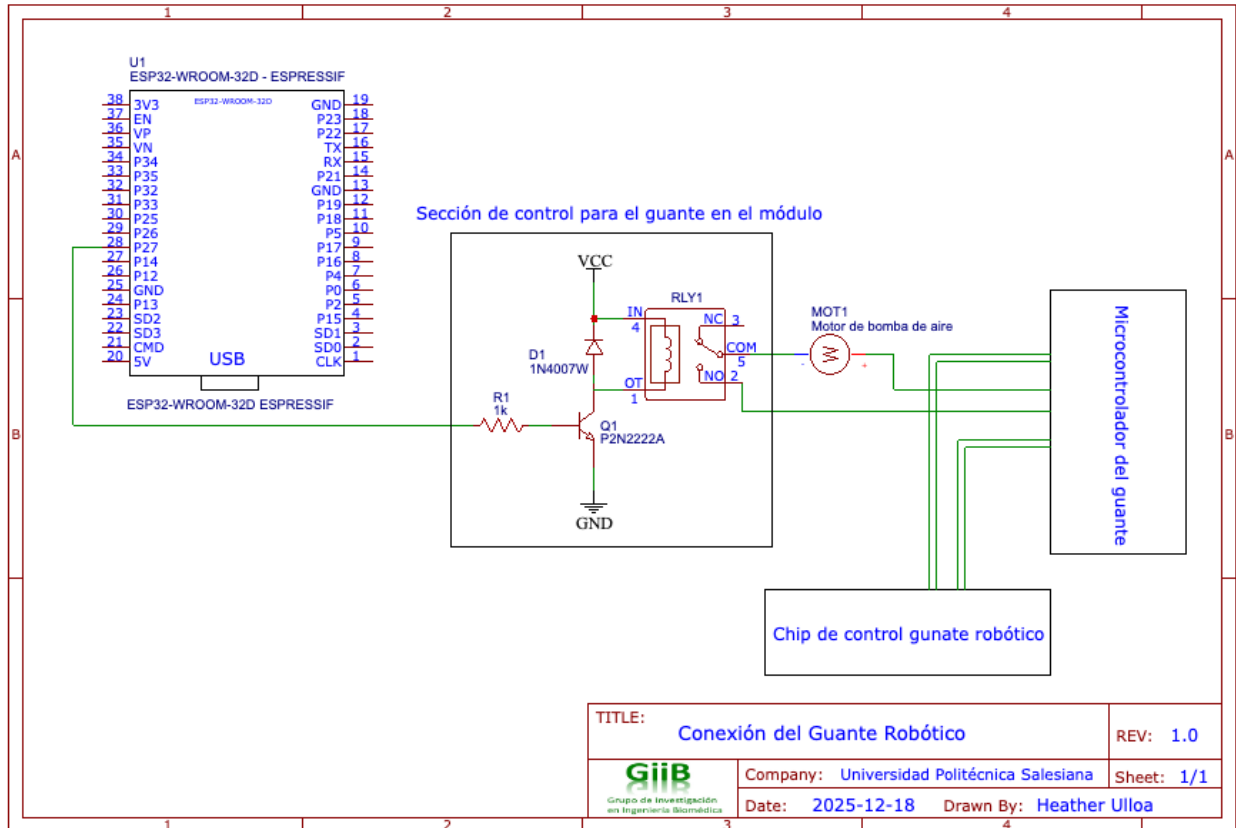 1 2 3 4
A A
B B
U1
ESP32-WROOM-32D - ESPRESSIF
ESP32-WROOM-32D
38 3V3 GND 19
37 EN P23 18
36 VP P22 17
35 VN TX 16
34 P34 RX 15
33 P35 P21 14
32 P32 GND 13
31 P33 P19 12
30 P25 P18 11
29 P26 P5 10
28 P27 P17 9
27 P14 P16 8
26 P12 P4 7
25 GND P0 6
24 P13 P2 5
23 SD2 P15 4
22 SD3 SD1 3
21 CMD SD0 2
20 5V CLK 1
USB
ESP32-WROOM-32D ESPRESSIF
Sección de control para el guante en el módulo
VCC
RLY1
IN
4
NC 3
COM
5
NO 2
OT
1
D1
1N4007W
R1
1k
Q1
P2N2222A
GND
MOT1
Motor de bomba de aire
M
- +
Microcontrolador del guante
Chip de control gunate robótico
TITLE:
Conexión del Guante Robótico
REV: 1.0
GiiB
Grupo de investigación
en Ingeniería Biomédica
Company: Universidad Politécnica Salesiana
Sheet: 1/1
Date: 2025-12-18 Drawn By: Heather Ulloa
1 2 3 4